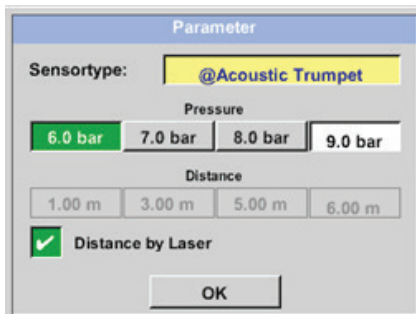 Parameter
Sensortype: @Acoustic Trumpet
Pressure
6.0 bar 7.0 bar 8.0 bar 9.0 bar
Distance
1.00 m 3.00 m 5.00 m 6.00 m
Distance by Laser
OK